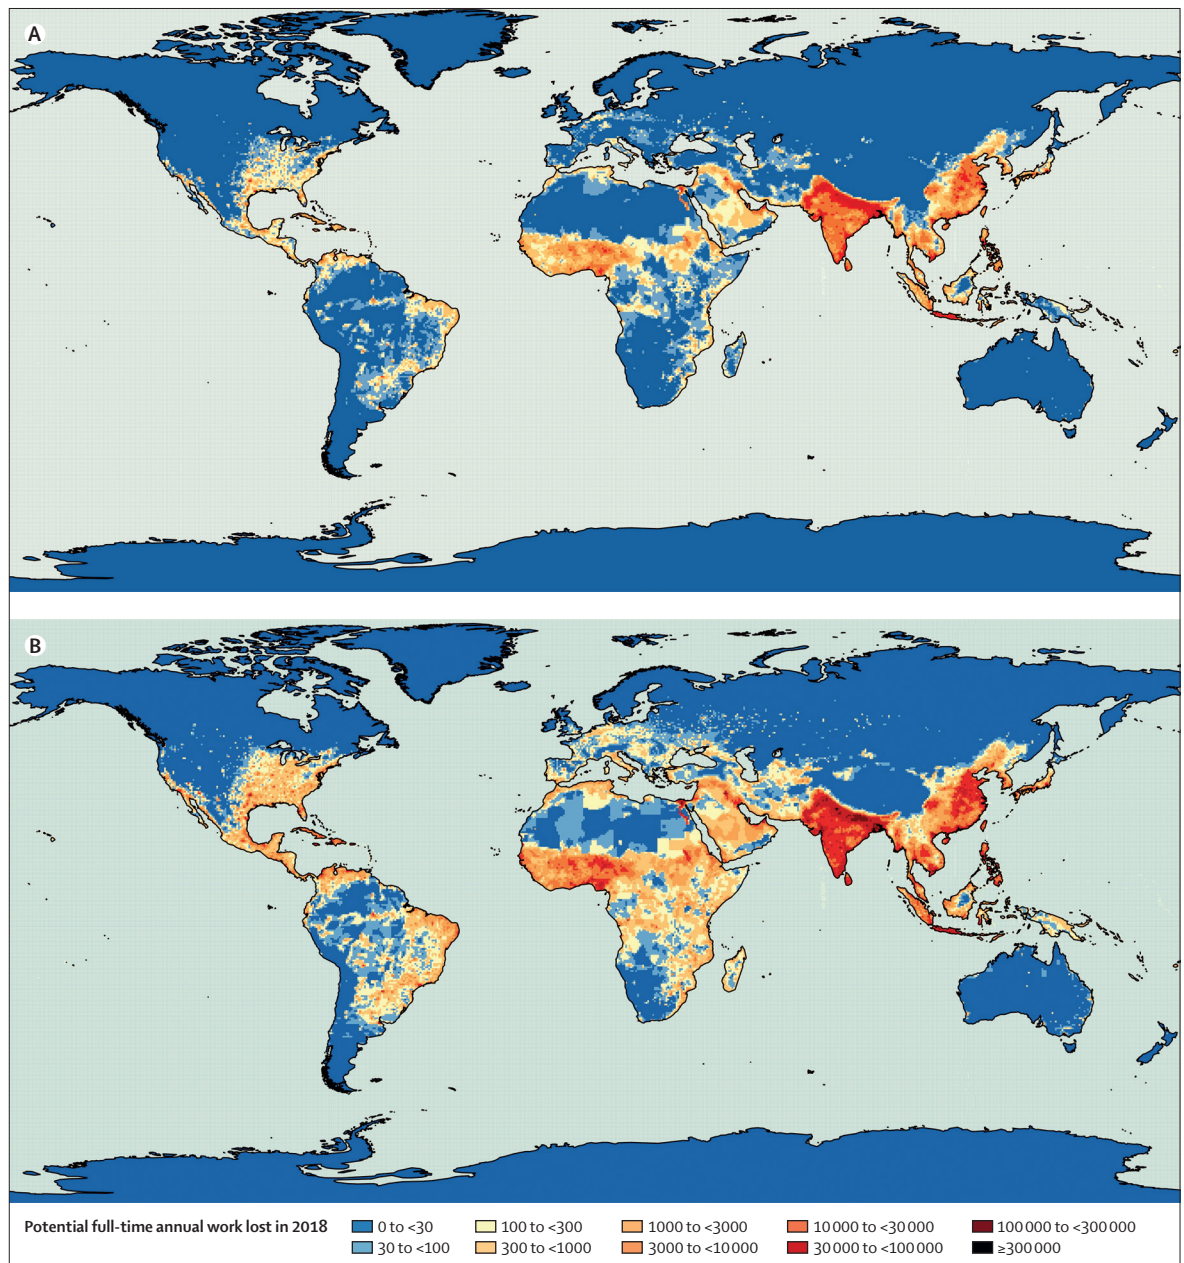 A
B
Potential full-time annual work lost in 2018
0 to <30
100 to <300
1000 to <3000
10 000 to <30 000
100 000 to <300 000
30 to <100
300 to <1000
3000 to <10 000
30 000 to <100 000
≥300 000